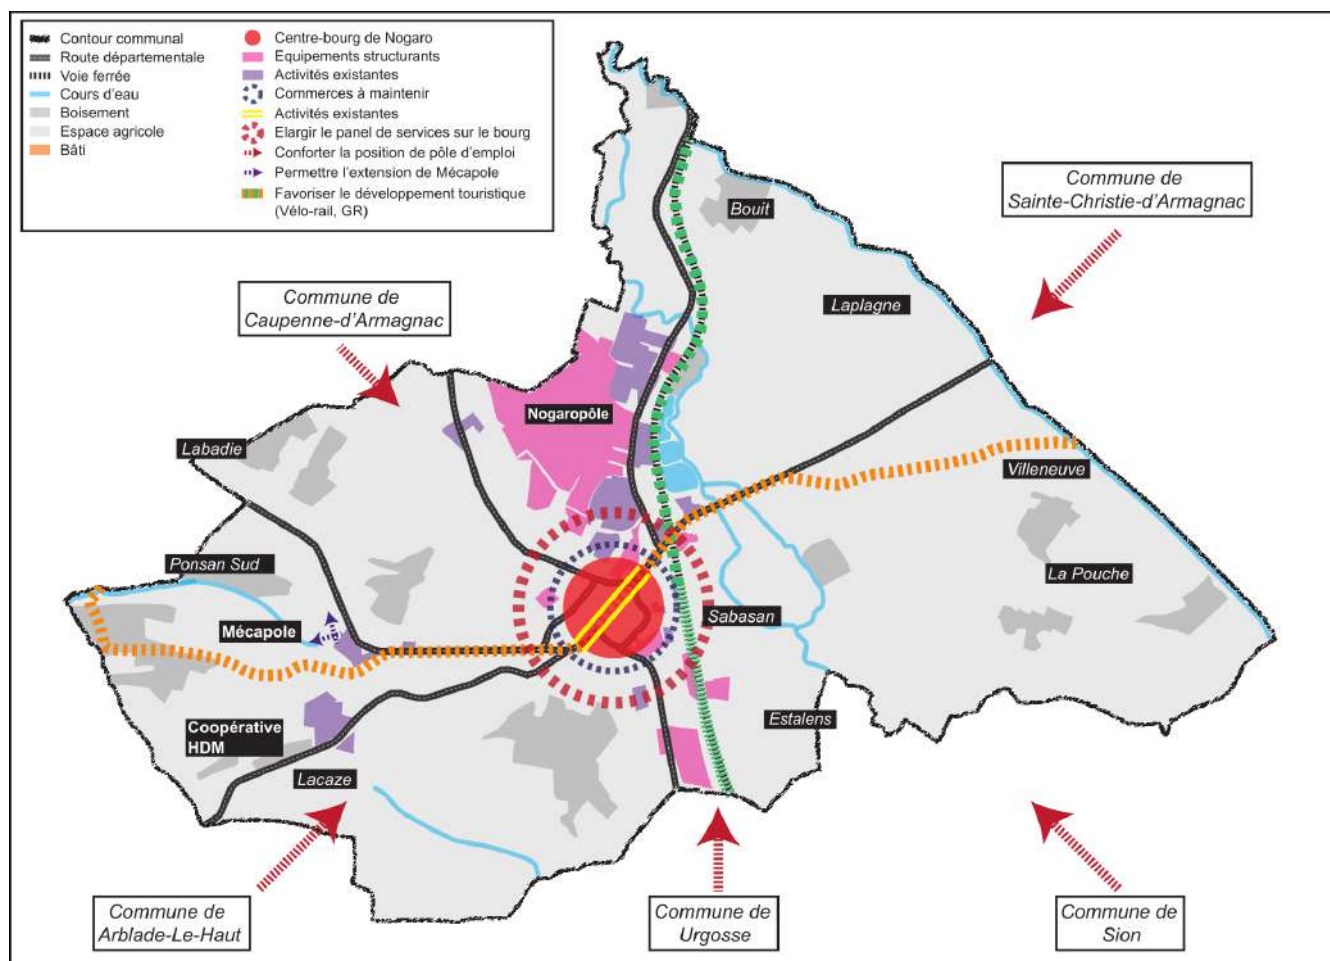 Contour communal
Route départementale
Voie ferrée
Cours d'eau
Boisement
Espace agricole
Bâti
Centre-bourg de Nogaro
Equipements structurants
Activités existantes
Commerces à maintenir
Activités existantes
Elargir le panel de services sur le bourg
Conforter la position de pôle d'emploi
Permettre l'extension de Mécapole
Favoriser le développement touristique
(Vélo-rail, GR)
Commune de
Sainte-Christie-d'Armagnac
Bouit
Commune de
Caupenne-d'Armagnac
Laplagne
Nogaropôle
Labadie
Villeneuve
Ponsan Sud
La Pouche
Sabasan
Mécapole
Estalens
Coopérative
HDM
Lacaze
Commune de
Arblade-Le-Haut
Commune de
Urgosse
Commune de
Sion